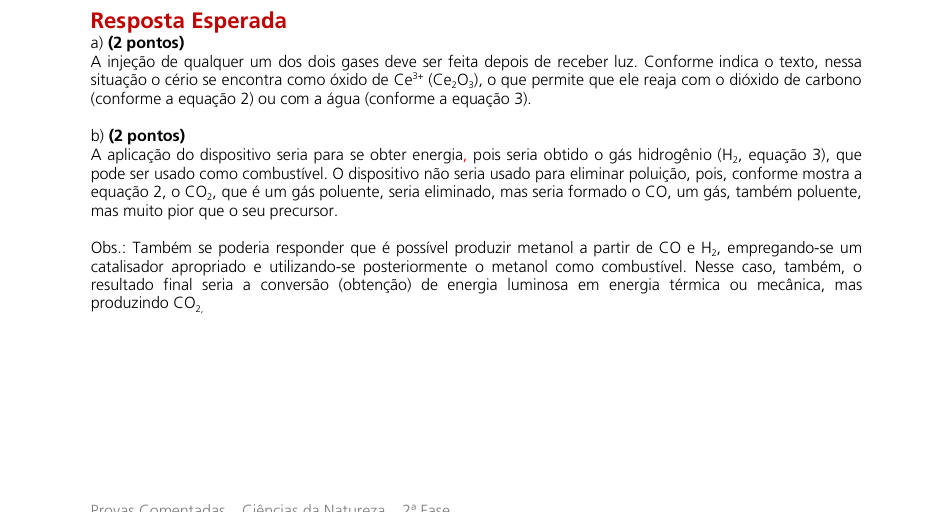 Resposta Esperada
a) (2 pontos)
A injeção de qualquer um dos dois gases deve ser feita depois de receber luz. Conforme indica o texto, nessa
situação o cério se encontra como óxido de Ce³⁺ (Ce₂O₃), o que permite que ele reaja com o dióxido de carbono
(conforme a equação 2) ou com a água (conforme a equação 3).
b) (2 pontos)
A aplicação do dispositivo seria para se obter energia, pois seria obtido o gás hidrogênio (H₂, equação 3), que
pode ser usado como combustível. O dispositivo não seria usado para eliminar poluição, pois, conforme mostra a
equação 2, o CO₂, que é um gás poluente, seria eliminado, mas seria formado o CO, um gás, também poluente,
mas muito pior que o seu precursor.
Obs.: Também se poderia responder que é possível produzir metanol a partir de CO e H₂, empregando-se um
catalisador apropriado e utilizando-se posteriormente o metanol como combustível. Nesse caso, também, o
resultado final seria a conversão (obtenção) de energia luminosa em energia térmica ou mecânica, mas
produzindo CO₂,
Provas Comentadas Ciências da Natureza 2ª Fase